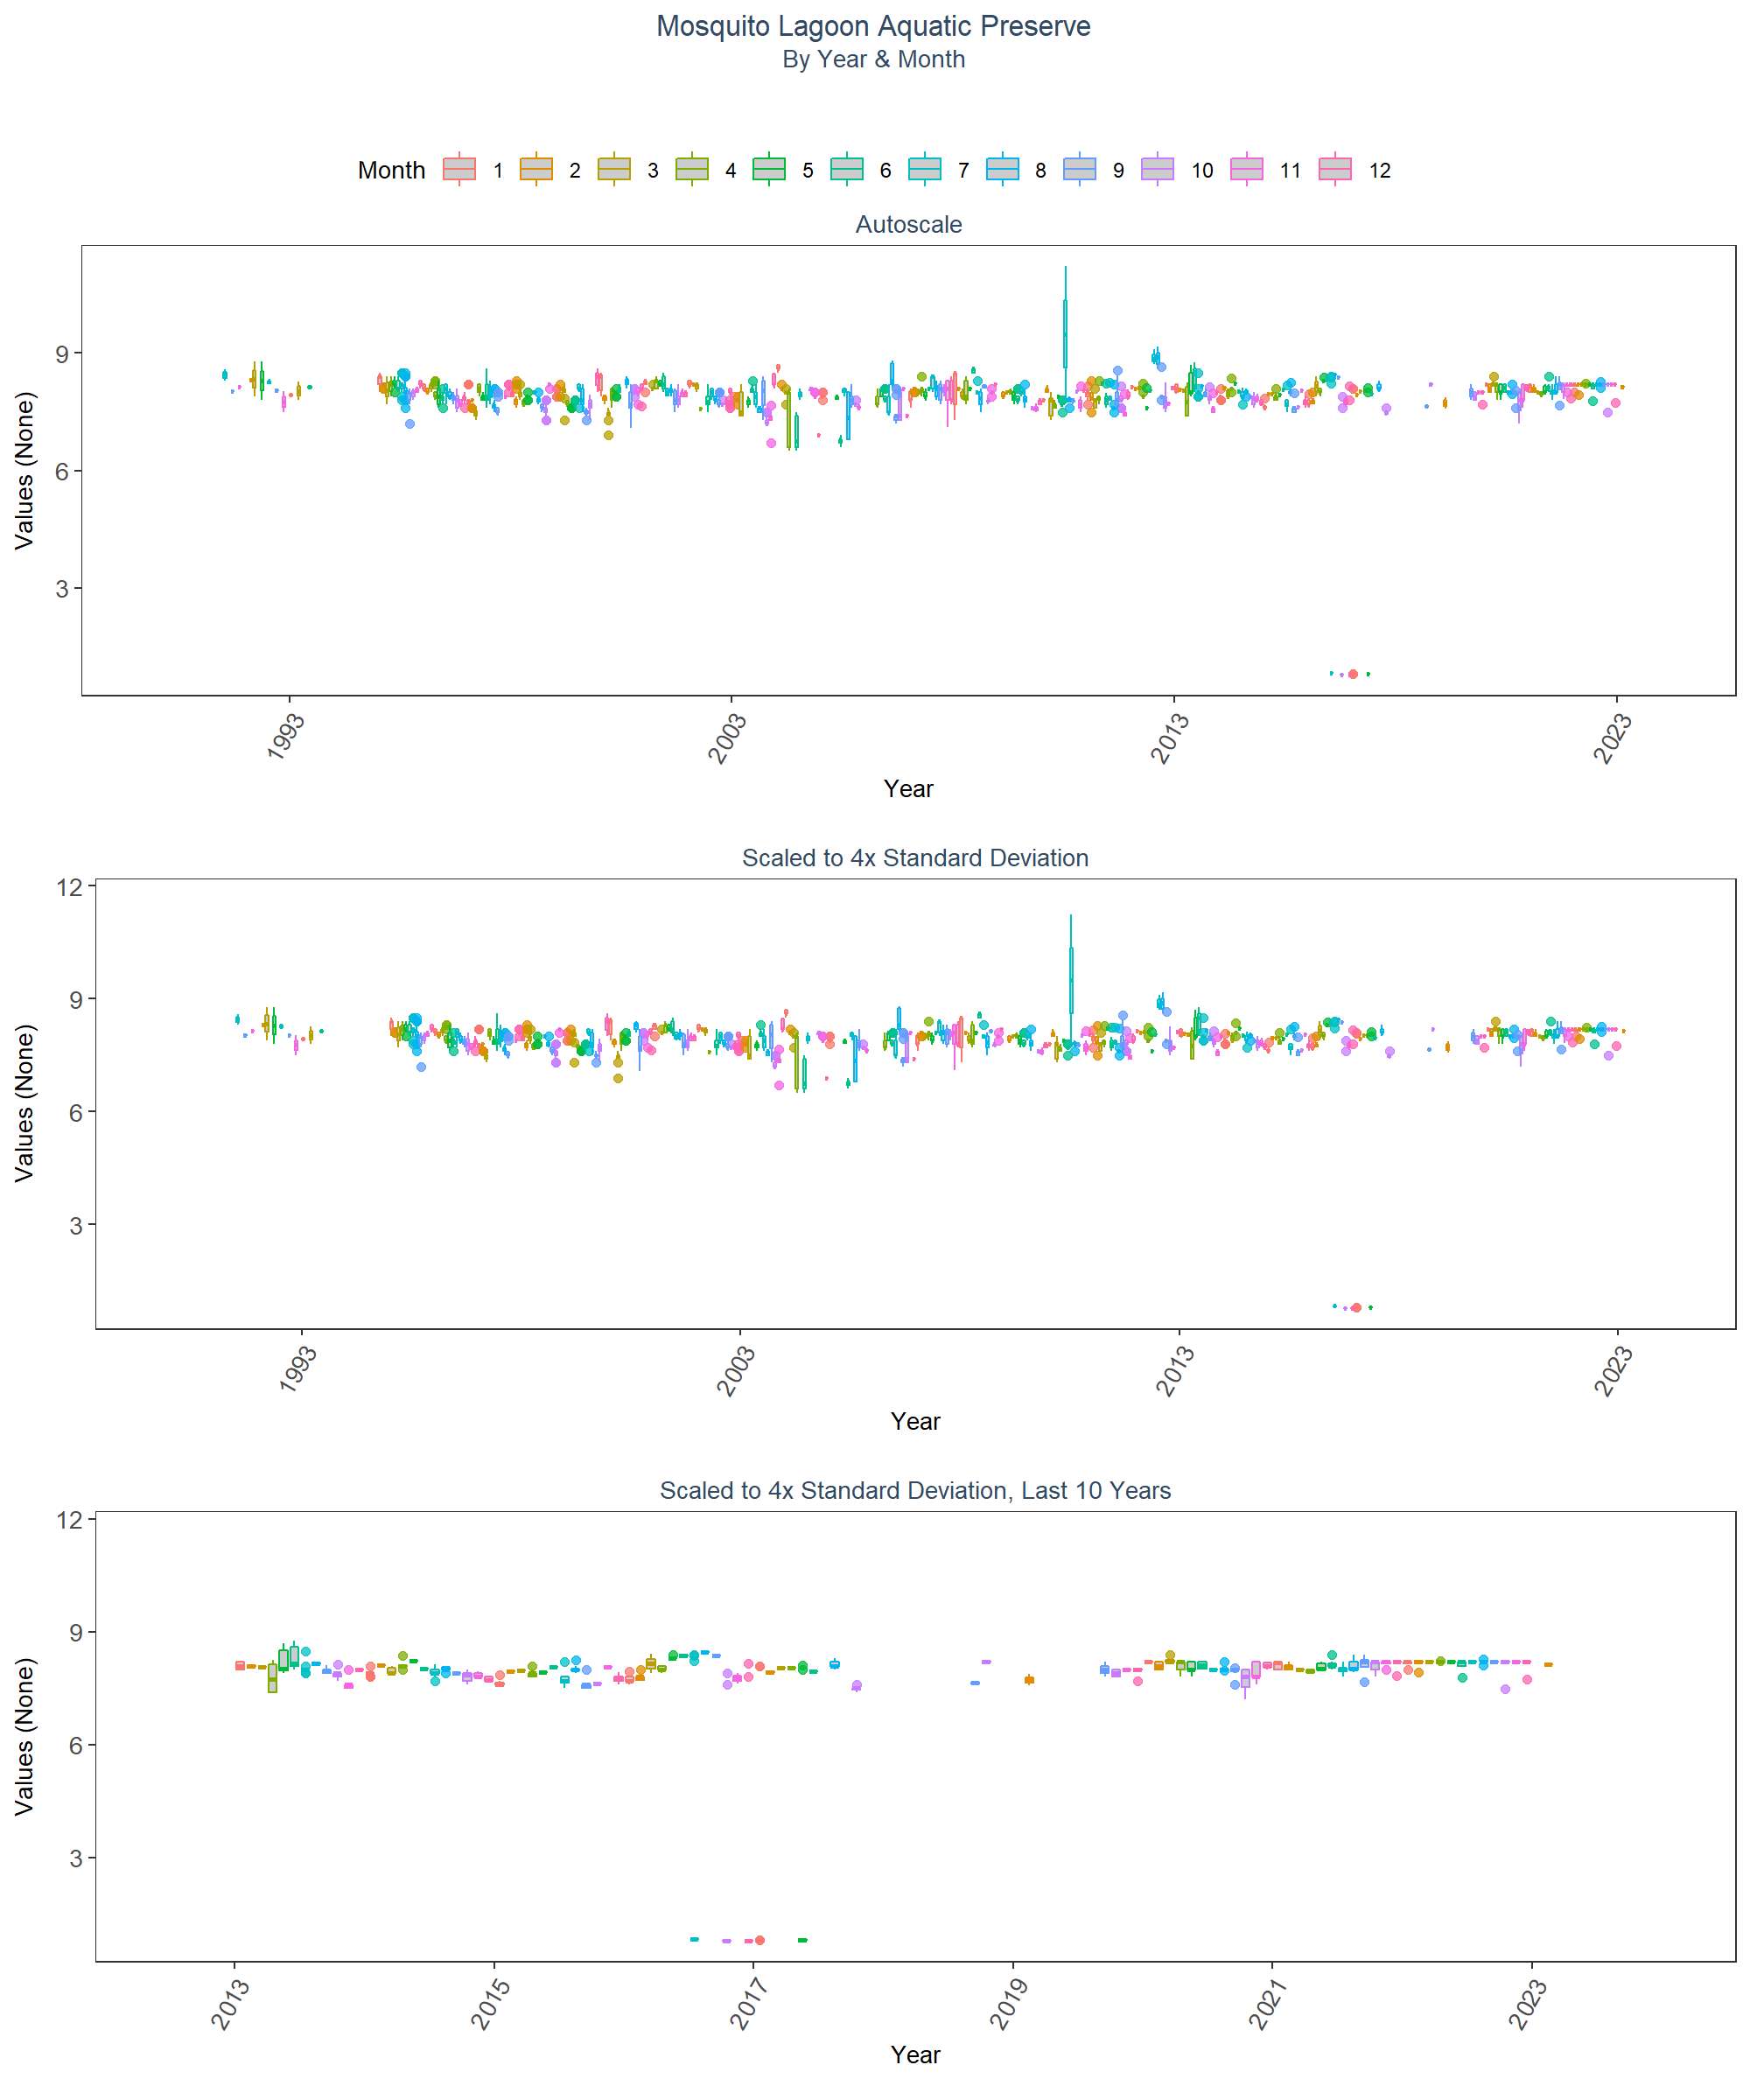 Mosquito Lagoon Aquatic Preserve
By Year & Month
Month 1 2 3 4 5 6 7 8 9 10 11 12
Autoscale
Values (None)
9
6
3
1993 2003 2013 2023
Year
Scaled to 4x Standard Deviation
Values (None)
12
9
6
3
1993 2003 2013 2023
Year
Scaled to 4x Standard Deviation, Last 10 Years
Values (None)
12
9
6
3
2013 2015 2017 2019 2021 2023
Year